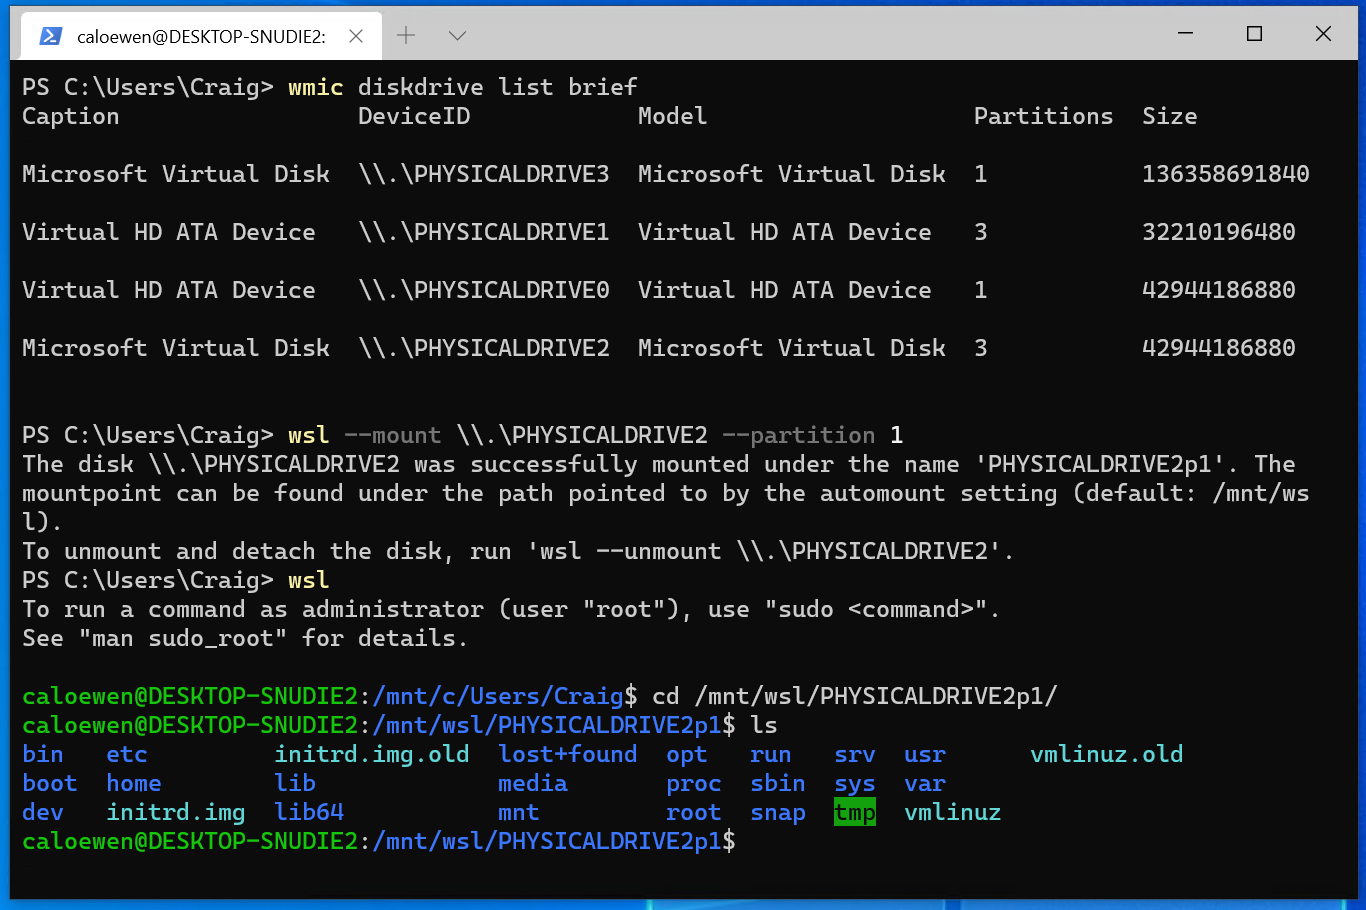 caloewen@DESKTOP-SNUDIE2:
PS C:\Users\Craig> wmic diskdrive list brief
Caption DeviceID Model Partitions Size
Microsoft Virtual Disk \\.\PHYSICALDRIVE3 Microsoft Virtual Disk 1 136358691840
Virtual HD ATA Device \\.\PHYSICALDRIVE1 Virtual HD ATA Device 3 32210196480
Virtual HD ATA Device \\.\PHYSICALDRIVE0 Virtual HD ATA Device 1 42944186880
Microsoft Virtual Disk \\.\PHYSICALDRIVE2 Microsoft Virtual Disk 3 42944186880
PS C:\Users\Craig> wsl --mount \\.\PHYSICALDRIVE2 --partition 1
The disk \\.\PHYSICALDRIVE2 was successfully mounted under the name 'PHYSICALDRIVE2p1'. The
mountpoint can be found under the path pointed to by the automount setting (default: /mnt/ws
l).
To unmount and detach the disk, run 'wsl --unmount \\.\PHYSICALDRIVE2'.
PS C:\Users\Craig> wsl
To run a command as administrator (user "root"), use "sudo <command>".
See "man sudo_root" for details.
caloewen@DESKTOP-SNUDIE2:/mnt/c/Users/Craig$ cd /mnt/wsl/PHYSICALDRIVE2p1/
caloewen@DESKTOP-SNUDIE2:/mnt/wsl/PHYSICALDRIVE2p1$ ls
bin etc initrd.img.old lost+found opt run srv usr vmlinuz.old
boot home lib media proc sbin sys var
dev initrd.img lib64 mnt root snap tmp vmlinuz
caloewen@DESKTOP-SNUDIE2:/mnt/wsl/PHYSICALDRIVE2p1$